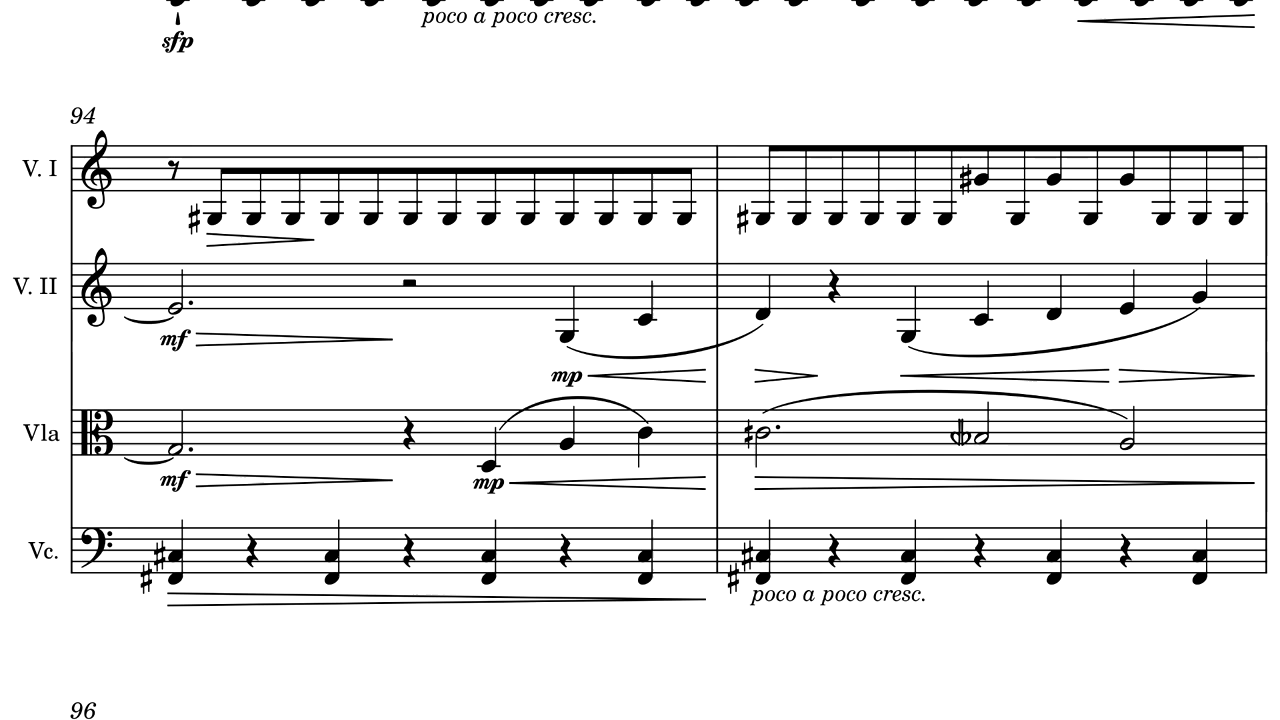 poco a poco cresc.
sfp
94
V. I
V. II
mf
mp
Vla
mf
mp
Vc.
poco a poco cresc.
96